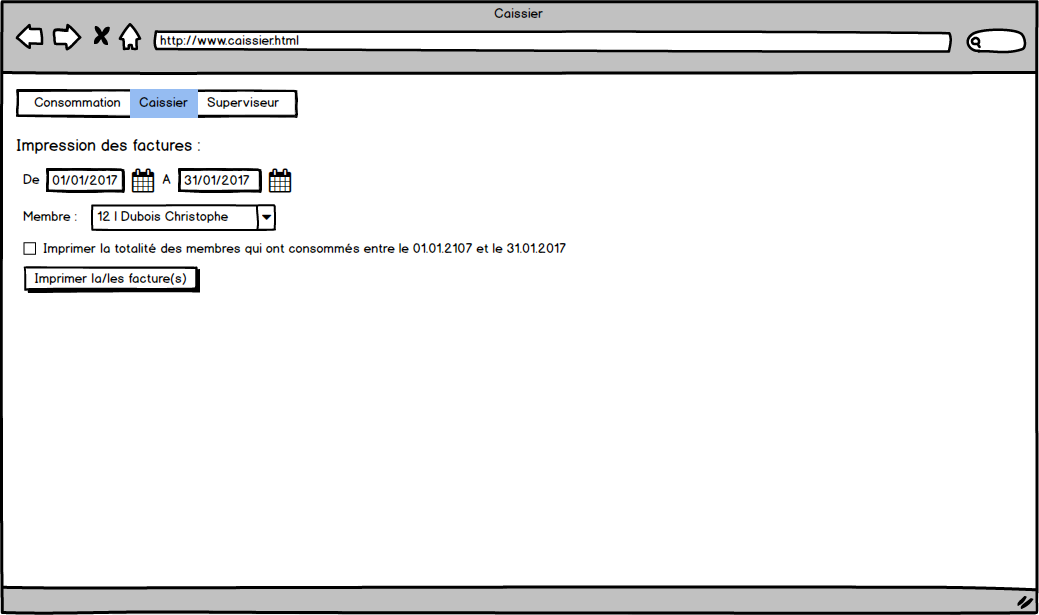 Caissier
http://www.caissier.html
Consommation Caissier Superviseur
Impression des factures :
De 01/01/2017 A 31/01/2017
Membre : 12 | Dubois Christophe
Imprimer la totalité des membres qui ont consommés entre le 01.01.2107 et le 31.01.2017
Imprimer la/les facture(s)